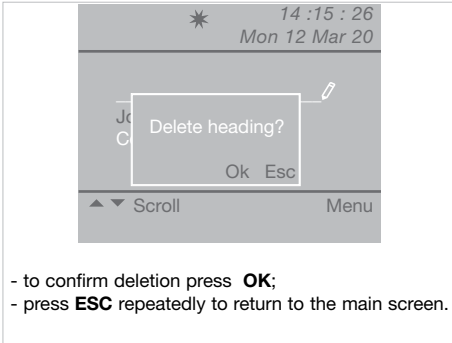 14 :15 : 26
Mon 12 Mar 20
Delete heading?
Ok Esc
Scroll Menu
- to confirm deletion press OK;
- press ESC repeatedly to return to the main screen.